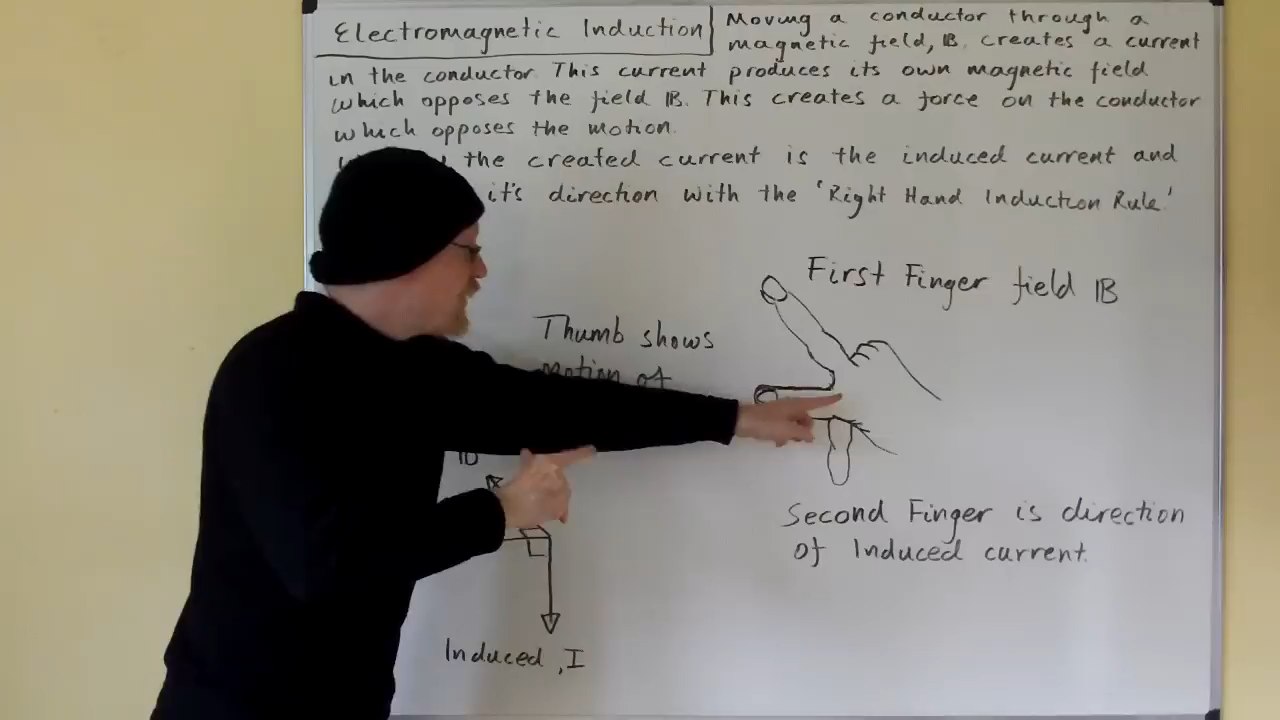 Electromagnetic Induction
Moving a conductor through a
magnetic field, B, creates a current
in the conductor. This current produces its own magnetic field
which opposes the field B. This creates a force on the conductor
which opposes the motion.
the created current is the induced current and
it's direction with the 'Right Hand Induction Rule.'
First Finger field B
Thumb shows
motion of
B
Second Finger is direction
of Induced current.
Induced, I